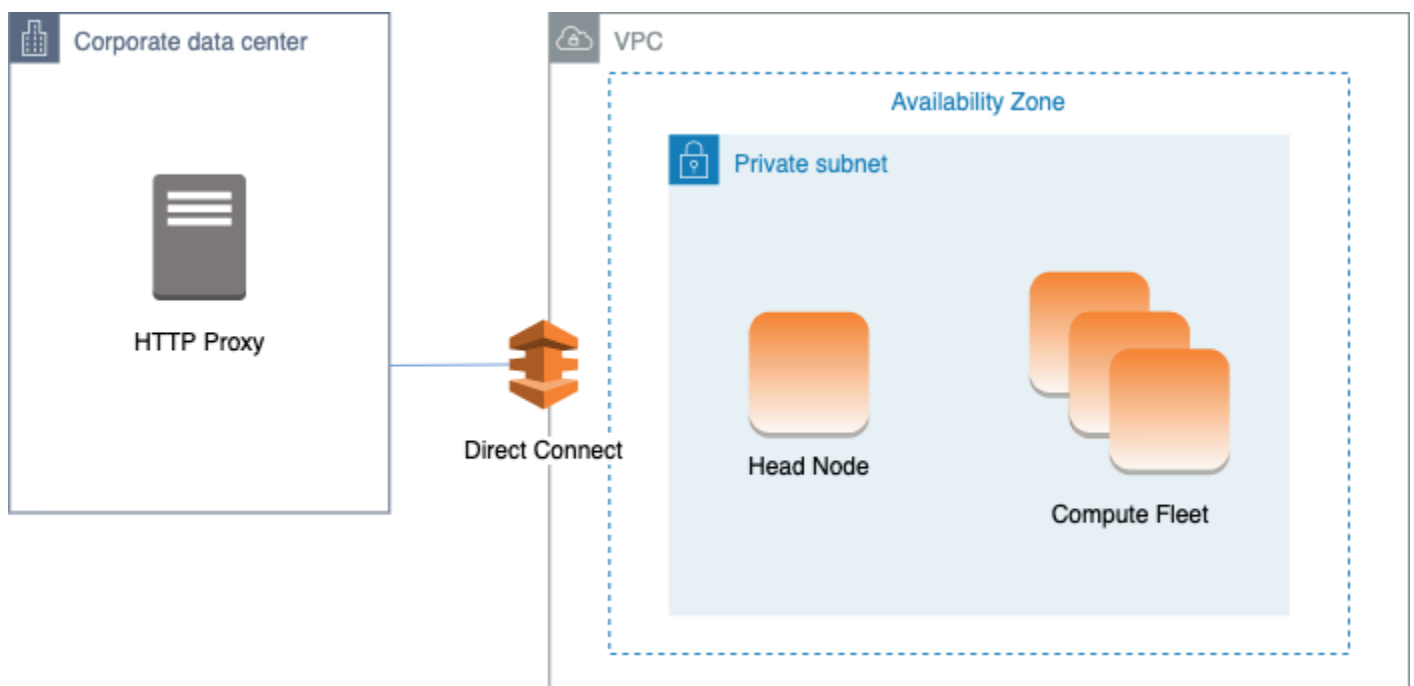 Corporate data center
VPC
Availability Zone
Private subnet
HTTP Proxy
Direct Connect
Head Node
Compute Fleet